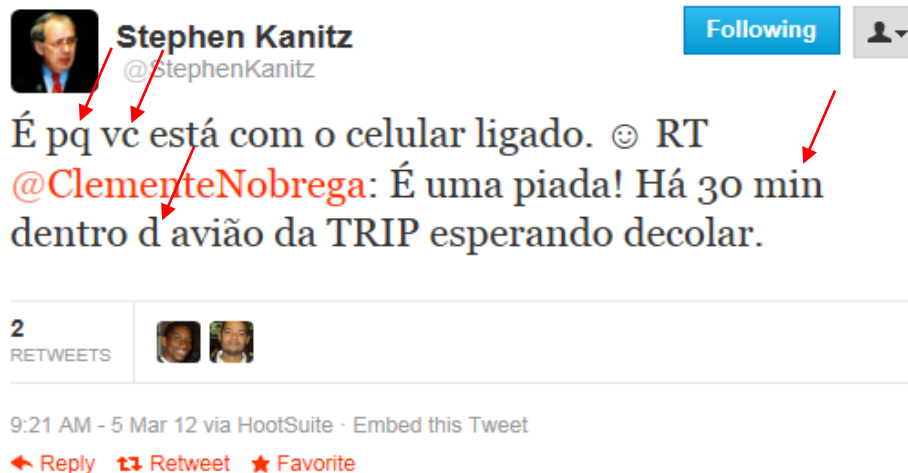 Stephen Kanitz
Following
@StephenKanitz
É pq vc está com o celular ligado. ☺ RT
@ClementeNobrega: É uma piada! Há 30 min
dentro d avião da TRIP esperando decolar.
2
RETWEETS
9:21 AM - 5 Mar 12 via HootSuite · Embed this Tweet
Reply Retweet Favorite